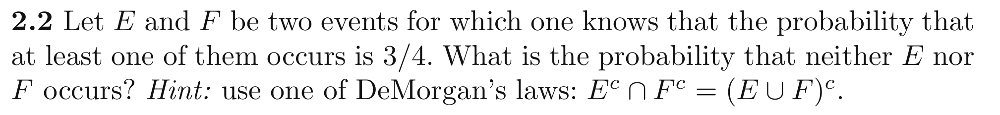 2.2 Let E and F be two events for which one knows that the probability that
at least one of them occurs is 3/4. What is the probability that neither E nor
F occurs? Hint: use one of DeMorgan’s laws: Eᶜ ∩ Fᶜ = (E ∪ F)ᶜ.